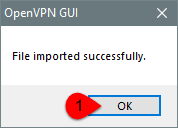 OpenVPN GUI
File imported successfully.
1
OK